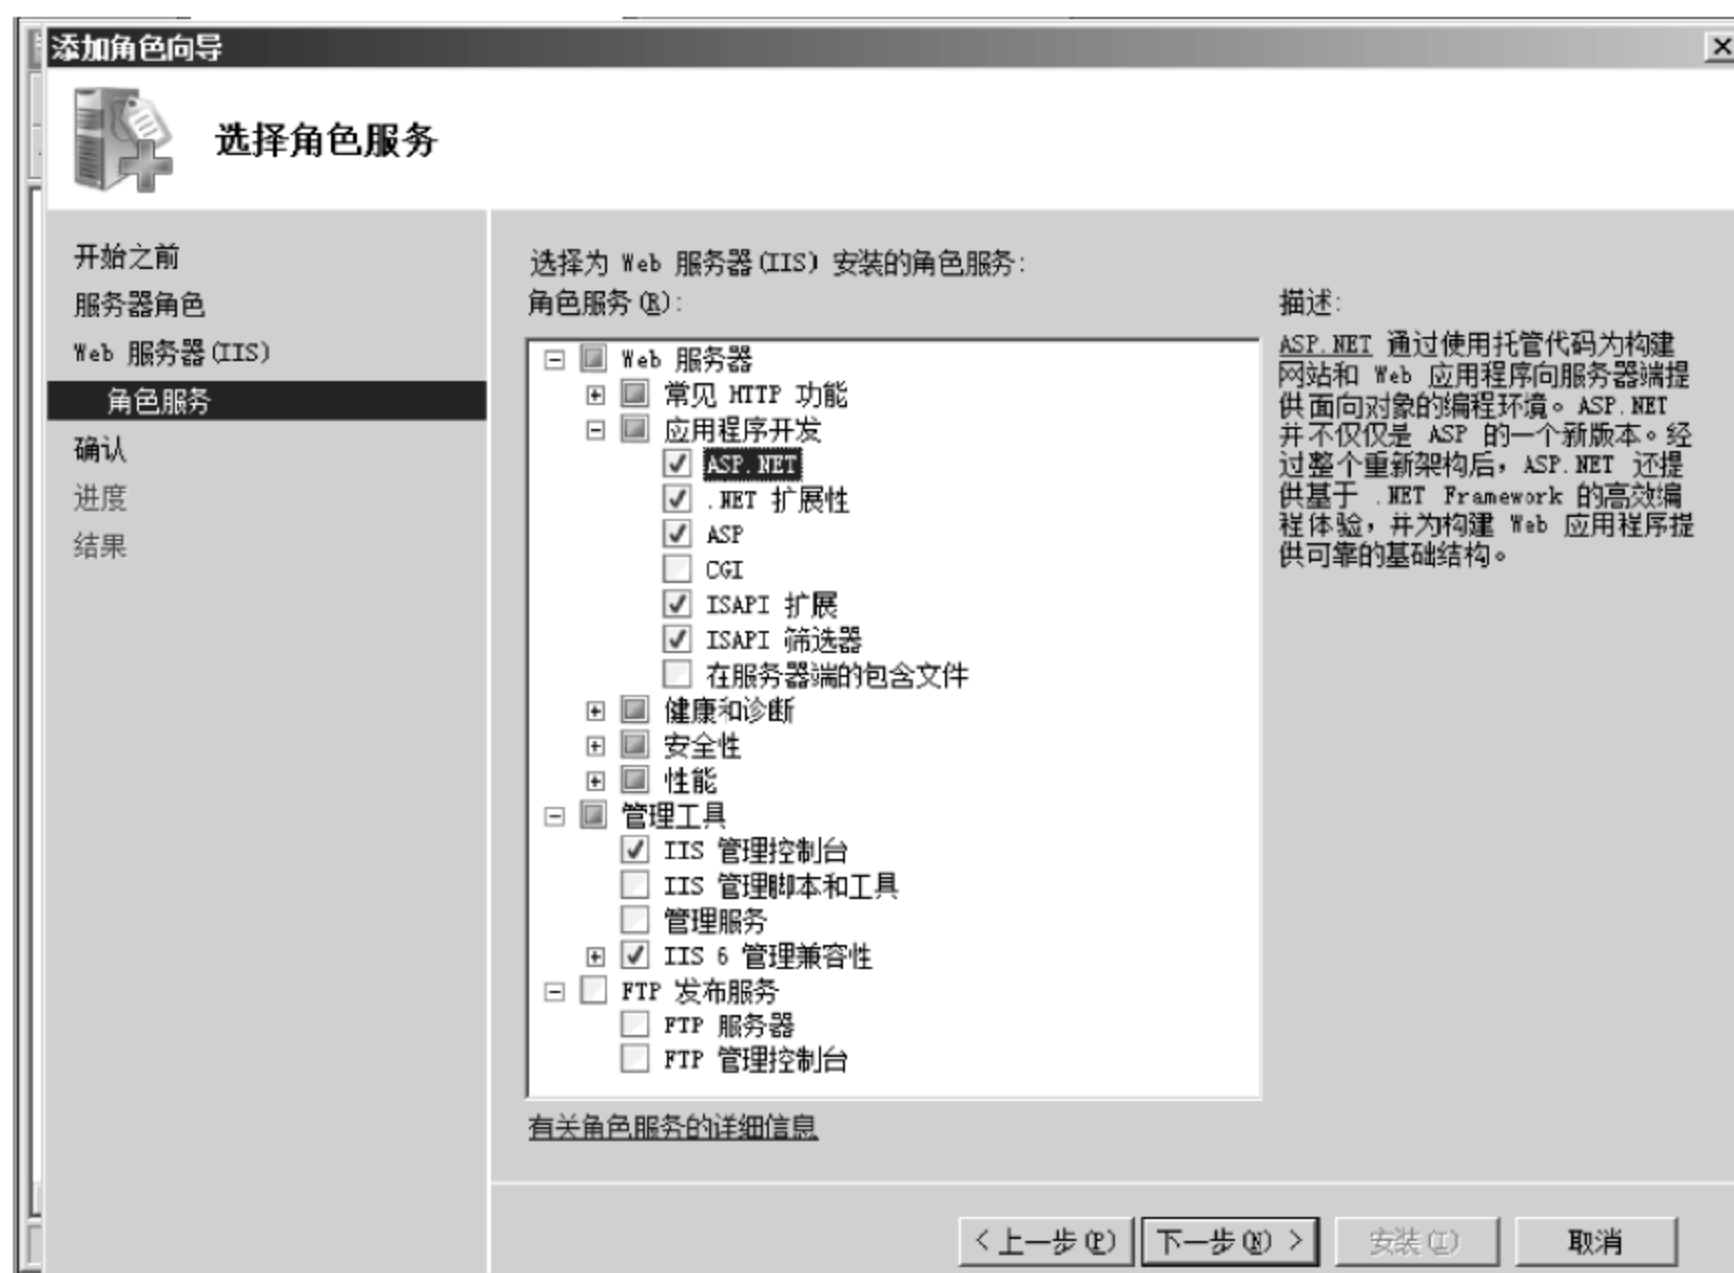 添加角色向导
选择角色服务
开始之前
服务器角色
Web 服务器(IIS)
角色服务
确认
进度
结果
选择为 Web 服务器(IIS) 安装的角色服务:
角色服务(R):
Web 服务器
常见 HTTP 功能
应用程序开发
ASP.NET
.NET 扩展性
ASP
CGI
ISAPI 扩展
ISAPI 筛选器
在服务器端的包含文件
健康和诊断
安全性
性能
管理工具
IIS 管理控制台
IIS 管理脚本和工具
管理服务
IIS 6 管理兼容性
FTP 发布服务
FTP 服务器
FTP 管理控制台
有关角色服务的详细信息
描述:
ASP.NET 通过使用托管代码为构建
网站和 Web 应用程序向服务器端提
供面向对象的编程环境。ASP.NET
并不仅仅是 ASP 的一个新版本。经
过整个重新架构后，ASP.NET 还提
供基于 .NET Framework 的高效编
程体验，并为构建 Web 应用程序提
供可靠的基础结构。
< 上一步(P)
下一步(N) >
安装(I)
取消